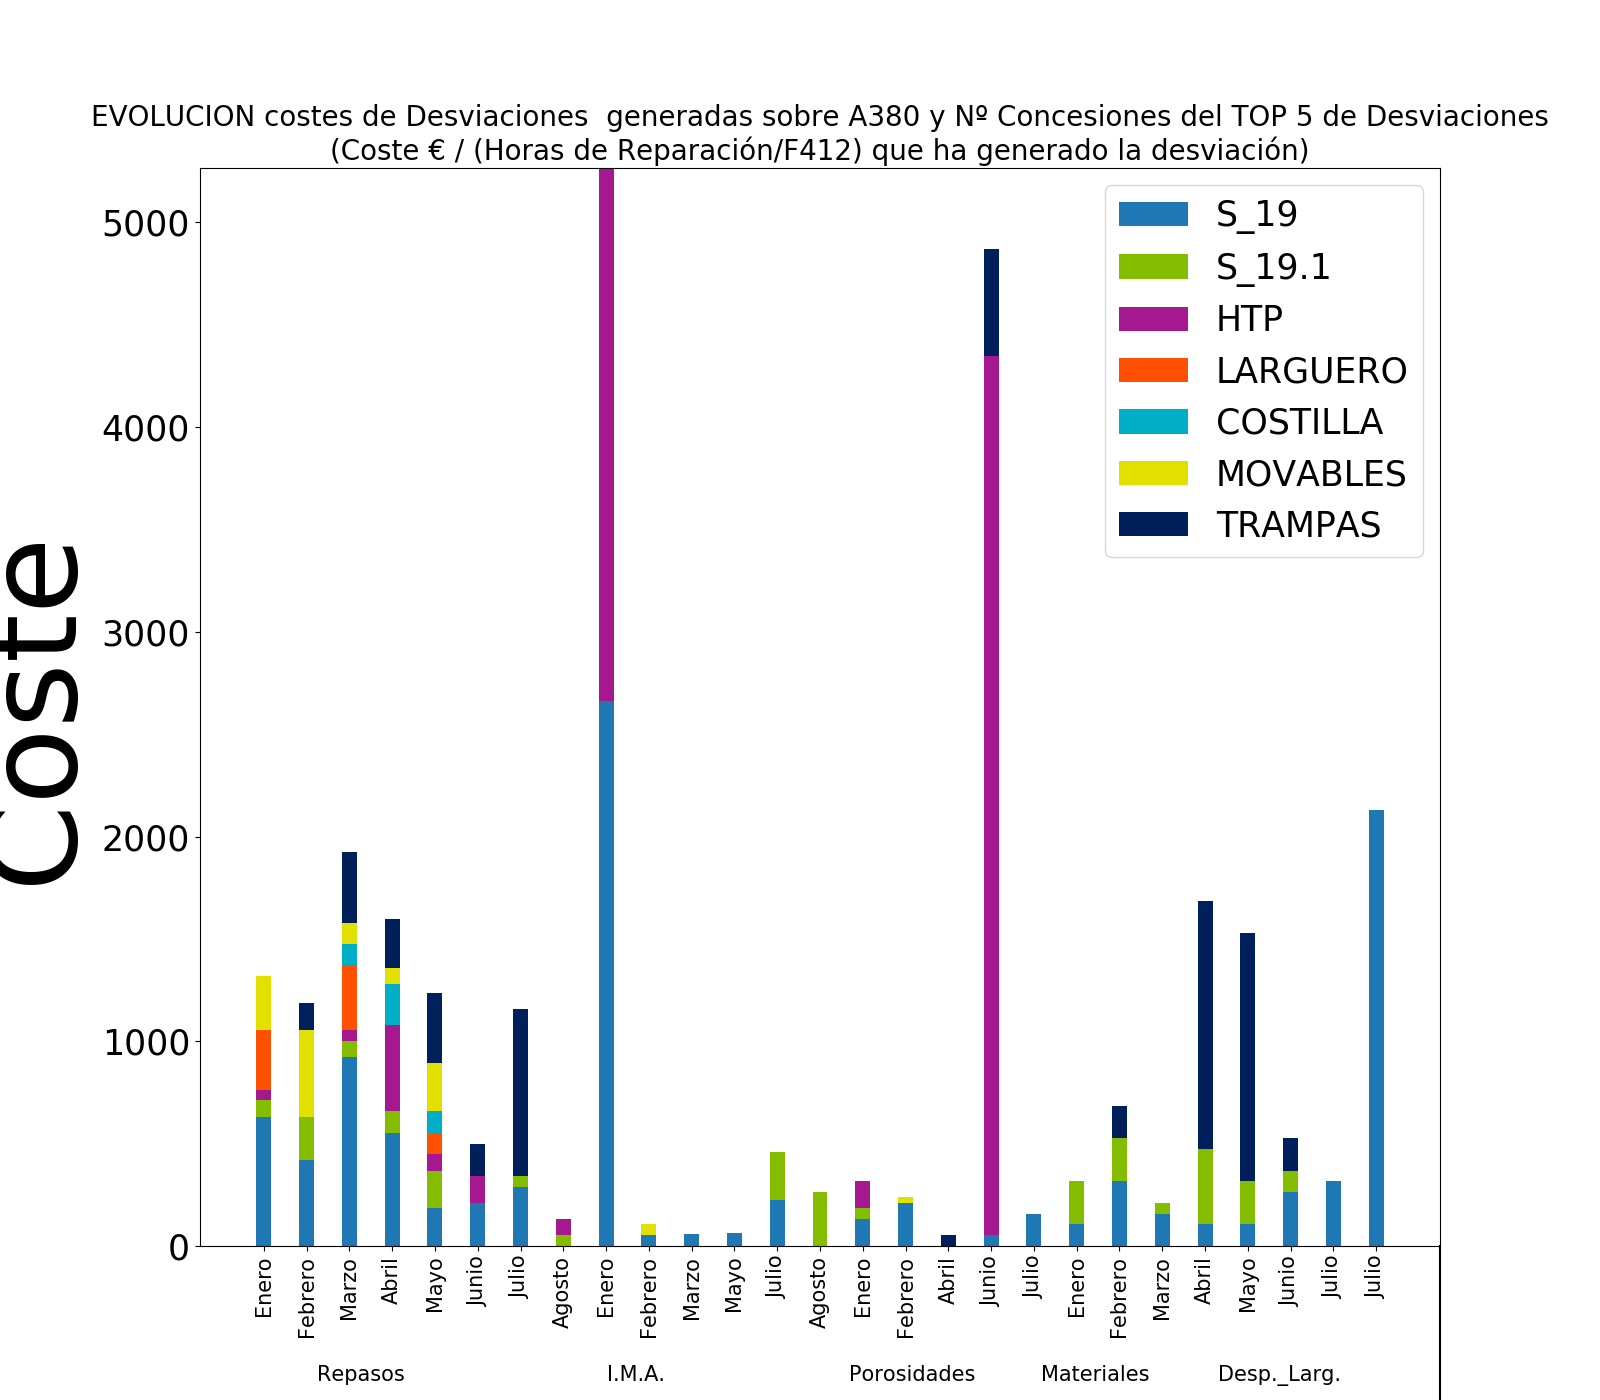 EVOLUCION costes de Desviaciones  generadas sobre A380 y Nº Concesiones del TOP 5 de Desviaciones
(Coste € / (Horas de Reparación/F412) que ha generado la desviación)
Coste
5000
4000
3000
2000
1000
0
S_19
S_19.1
HTP
LARGUERO
COSTILLA
MOVABLES
TRAMPAS
Enero
Febrero
Marzo
Abril
Mayo
Junio
Julio
Agosto
Enero
Febrero
Marzo
Mayo
Julio
Agosto
Enero
Febrero
Abril
Junio
Julio
Enero
Febrero
Marzo
Abril
Mayo
Junio
Julio
Julio
Repasos
I.M.A.
Porosidades
Materiales
Desp._Larg.